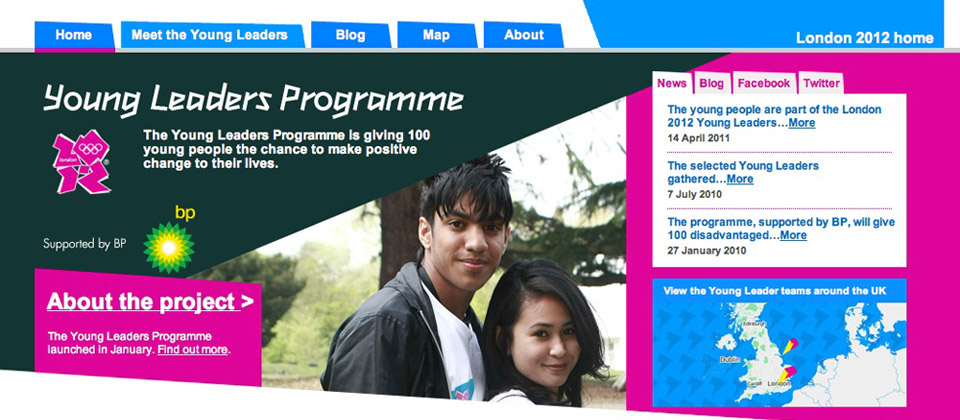 Home
Meet the Young Leaders
Blog
Map
About
London 2012 home
Young Leaders Programme
The Young Leaders Programme is giving 100
young people the chance to make positive
change to their lives.
london
bp
Supported by BP
About the project >
The Young Leaders Programme
launched in January. Find out more.
News
Blog
Facebook
Twitter
The young people are part of the London
2012 Young Leaders...More
14 April 2011
The selected Young Leaders
gathered...More
7 July 2010
The programme, supported by BP, will give
100 disadvantaged...More
27 January 2010
View the Young Leader teams around the UK
Edinburgh
Dublin
Cardiff
London